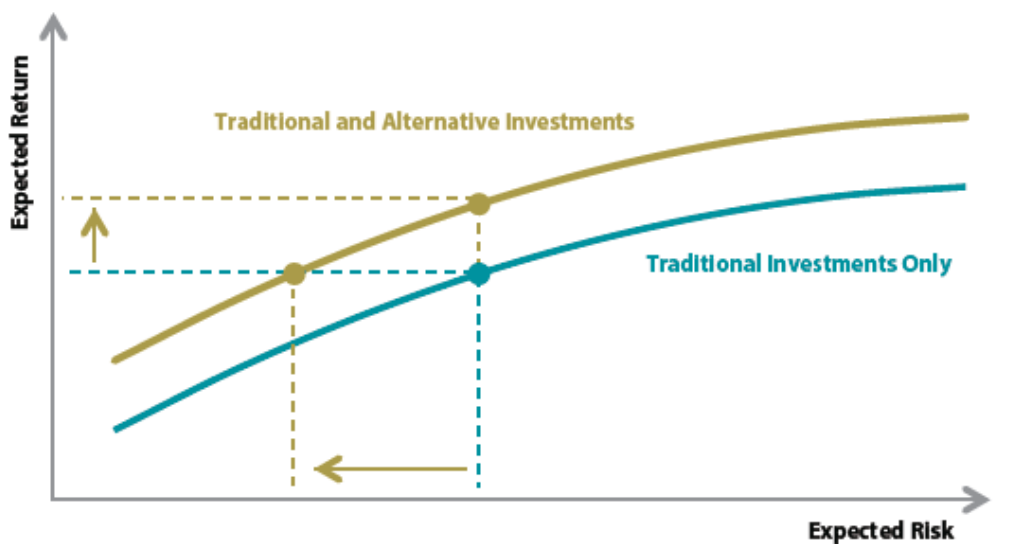 Expected Return
Traditional and Alternative Investments
Traditional Investments Only
Expected Risk